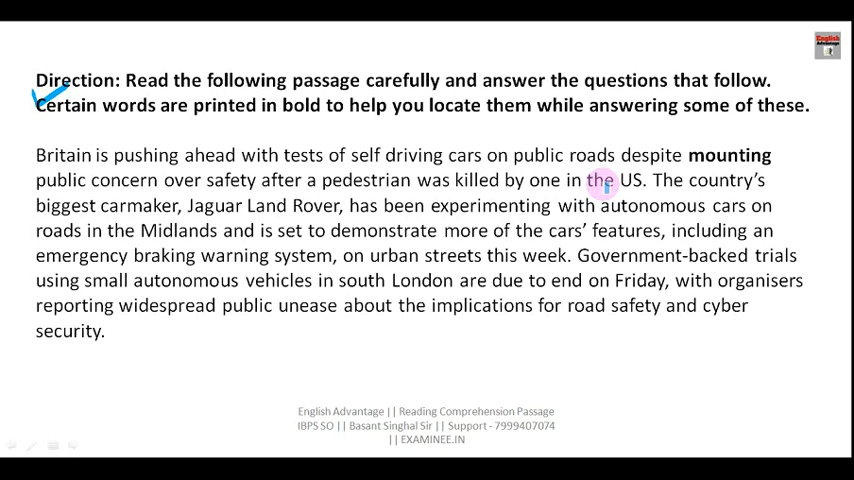 English
Advantage
Direction: Read the following passage carefully and answer the questions that follow.
Certain words are printed in bold to help you locate them while answering some of these.
Britain is pushing ahead with tests of self driving cars on public roads despite mounting
public concern over safety after a pedestrian was killed by one in the US. The country's
biggest carmaker, Jaguar Land Rover, has been experimenting with autonomous cars on
roads in the Midlands and is set to demonstrate more of the cars' features, including an
emergency braking warning system, on urban streets this week. Government-backed trials
using small autonomous vehicles in south London are due to end on Friday, with organisers
reporting widespread public unease about the implications for road safety and cyber
security.
English Advantage || Reading Comprehension Passage
IBPS SO || Basant Singhal Sir || Support - 7999407074
|| EXAMINEE.IN